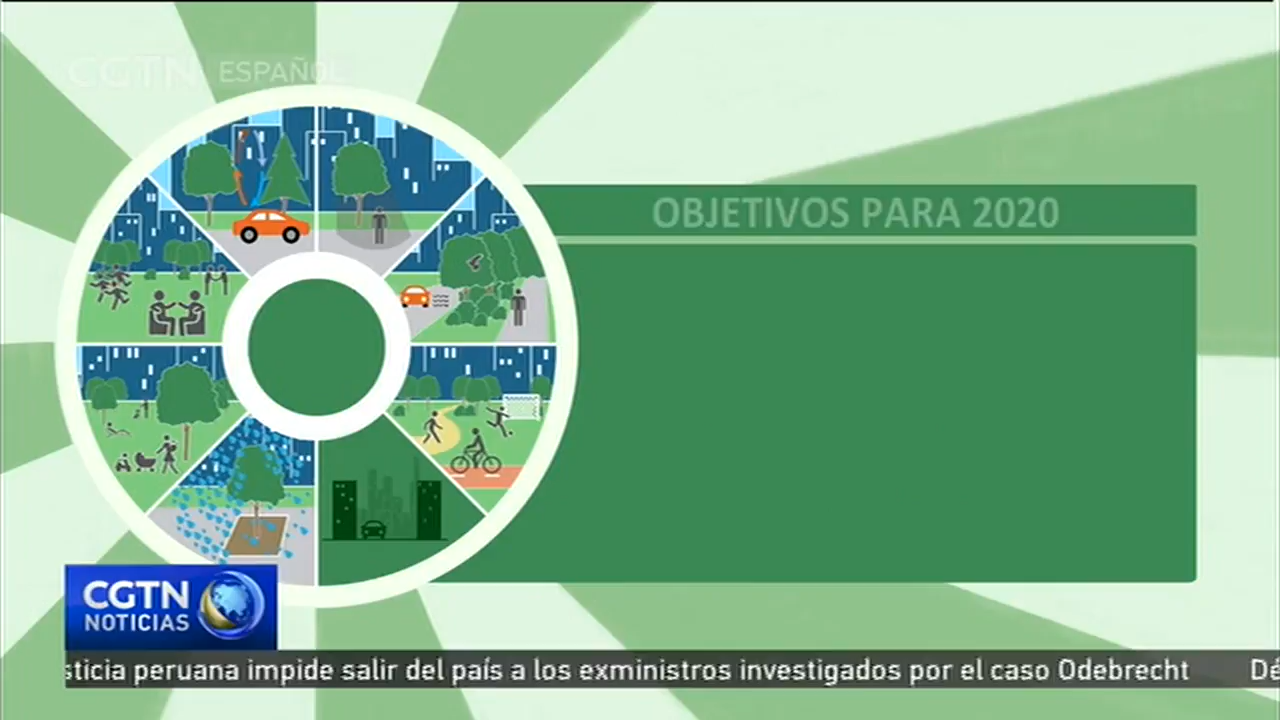 CGTN ESPAÑOL
OBJETIVOS PARA 2020
CGTN
NOTICIAS
sticia peruana impide salir del país a los exministros investigados por el caso Odebrecht Dé